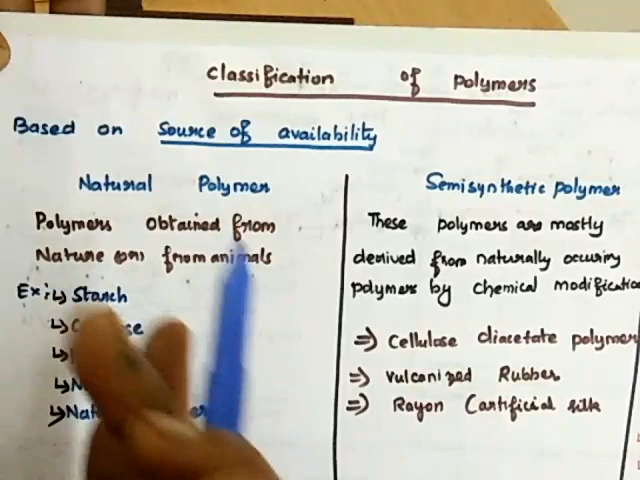 Classification of Polymers
Based on Source of availability
Natural Polymer
Polymers obtained from
Nature (or) from animals
Ex: ↳ Starch
Semisynthetic polymer
These polymers are mostly
derived from naturally occuring
polymers by chemical modification
⇒ Cellulose diacetate polymer
⇒ Vulcanized Rubber
⇒ Rayon (artificial silk